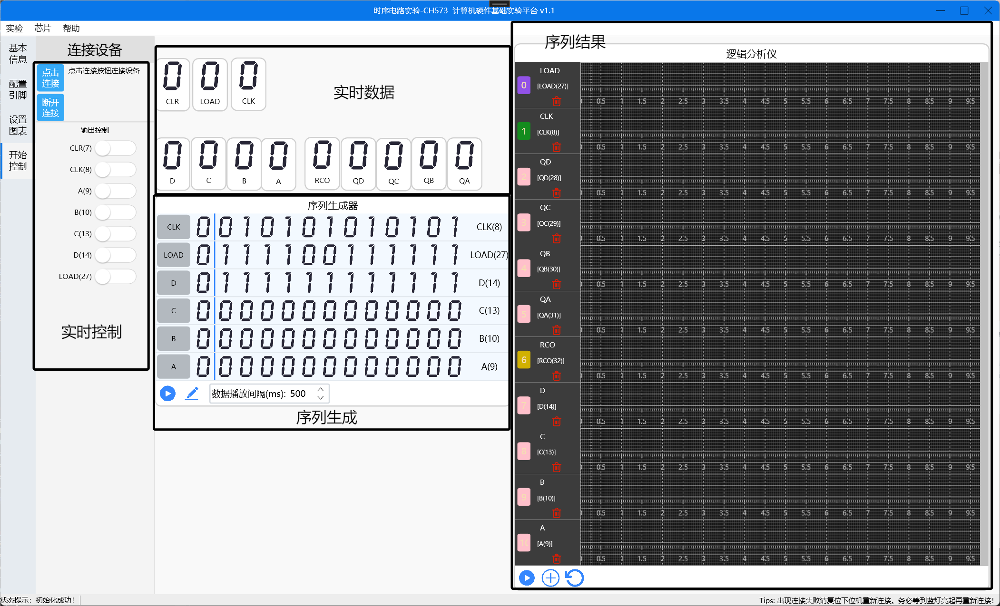 时序电路实验-CH573 计算机硬件基础实验平台 v1.1
实验 芯片 帮助
基本
信息
配置
引脚
设置
图表
开始
控制
连接设备
点击
连接
点击连接按钮连接设备
断开
连接
输出控制
CLR(7)
CLK(8)
A(9)
B(10)
C(13)
D(14)
LOAD(27)
实时控制
0 0 0
CLR LOAD CLK
实时数据
0 0 0 0 0 0 0 0 0
D C B A RCO QD QC QB QA
序列生成器
CLK 0 0 1 0 1 0 1 0 1 0 1 0 1 CLK(8)
LOAD 0 1 1 1 1 0 0 1 1 1 1 1 1 LOAD(27)
D 0 1 1 1 1 1 1 1 1 1 1 1 1 D(14)
C 0 0 0 0 0 0 0 0 0 0 0 0 0 C(13)
B 0 0 0 0 0 0 0 0 0 0 0 0 0 B(10)
A 0 0 0 0 0 0 0 0 0 0 0 0 0 A(9)
数据播放间隔(ms): 500
序列生成
序列结果
逻辑分析仪
LOAD
0 [LOAD(27)]
0.5 1 1.5 2 2.5 3 3.5 4 4.5 5 5.5 6 6.5 7 7.5 8 8.5 9 9.5
CLK
1 [CLK(8)]
0.5 1 1.5 2 2.5 3 3.5 4 4.5 5 5.5 6 6.5 7 7.5 8 8.5 9 9.5
QD
2 [QD(28)]
0.5 1 1.5 2 2.5 3 3.5 4 4.5 5 5.5 6 6.5 7 7.5 8 8.5 9 9.5
QC
3 [QC(29)]
0.5 1 1.5 2 2.5 3 3.5 4 4.5 5 5.5 6 6.5 7 7.5 8 8.5 9 9.5
QB
4 [QB(30)]
0.5 1 1.5 2 2.5 3 3.5 4 4.5 5 5.5 6 6.5 7 7.5 8 8.5 9 9.5
QA
5 [QA(31)]
0.5 1 1.5 2 2.5 3 3.5 4 4.5 5 5.5 6 6.5 7 7.5 8 8.5 9 9.5
RCO
6 [RCO(32)]
0.5 1 1.5 2 2.5 3 3.5 4 4.5 5 5.5 6 6.5 7 7.5 8 8.5 9 9.5
D
7 [D(14)]
0.5 1 1.5 2 2.5 3 3.5 4 4.5 5 5.5 6 6.5 7 7.5 8 8.5 9 9.5
C
8 [C(13)]
0.5 1 1.5 2 2.5 3 3.5 4 4.5 5 5.5 6 6.5 7 7.5 8 8.5 9 9.5
B
9 [B(10)]
0.5 1 1.5 2 2.5 3 3.5 4 4.5 5 5.5 6 6.5 7 7.5 8 8.5 9 9.5
A
10 [A(9)]
0.5 1 1.5 2 2.5 3 3.5 4 4.5 5 5.5 6 6.5 7 7.5 8 8.5 9 9.5
状态提示: 初始化成功!
Tips: 出现连接失败请复位下位机重新连接。务必等到蓝灯亮起再重新连接!